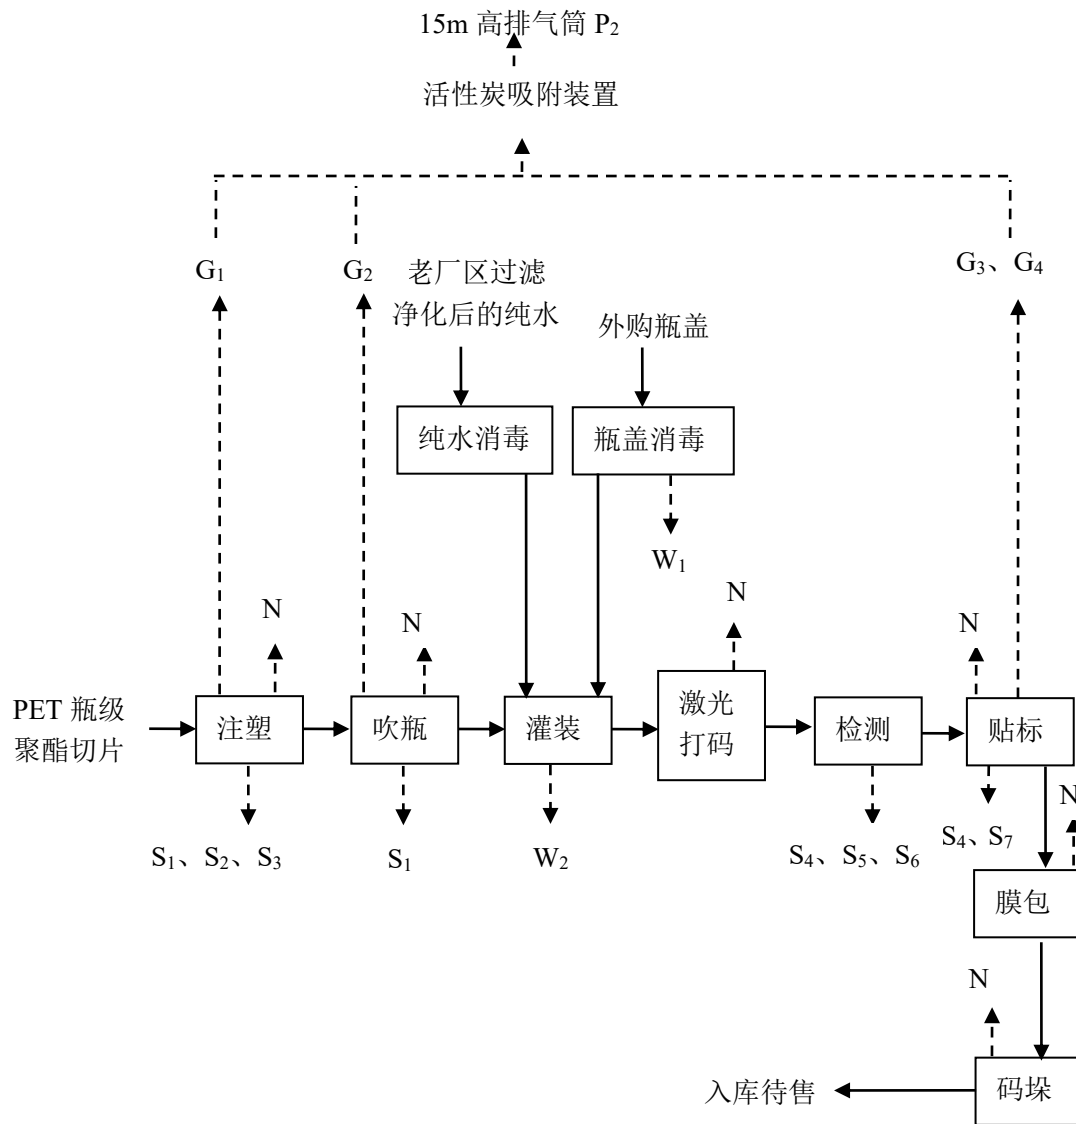 15m 高排气筒 P₂
活性炭吸附装置
G₁
G₂
老厂区过滤
净化后的纯水
外购瓶盖
G₃、G₄
纯水消毒
瓶盖消毒
W₁
N
N
N
N
PET 瓶级
聚酯切片
注塑
吹瓶
灌装
激光
打码
检测
贴标
N
S₁、S₂、S₃
S₁
W₂
S₄、S₅、S₆
S₄、S₇
膜包
N
入库待售
码垛